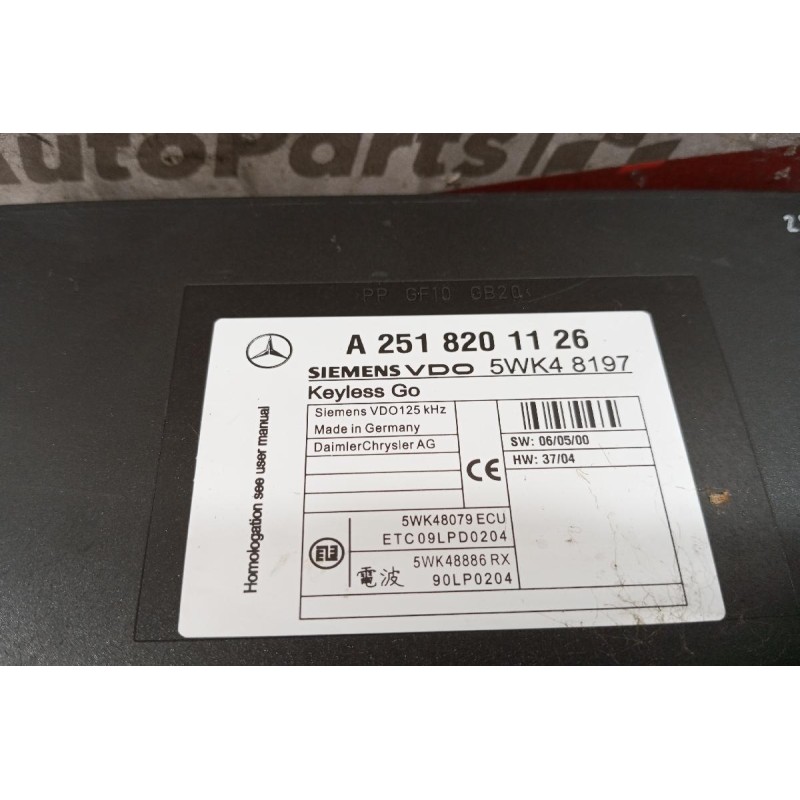 AutoParts
PP GF10 GB20<
A 251 820 11 26
SIEMENS VDO 5WK4 8197
Keyless Go
Siemens VDO125 kHz
Made in Germany
DaimlerChrysler AG
CE
SW: 06/05/00
HW: 37/04
Homologation see user manual
5WK48079 ECU
ETC09LPD0204
5WK48886 RX
電波 90LP0204